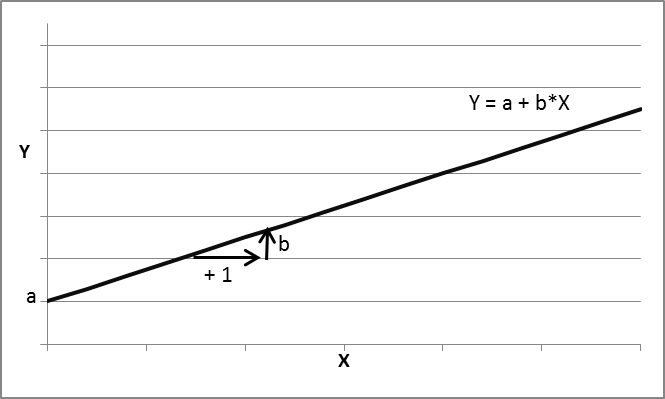 Y = a + b*X
Y
b
+ 1
a
X